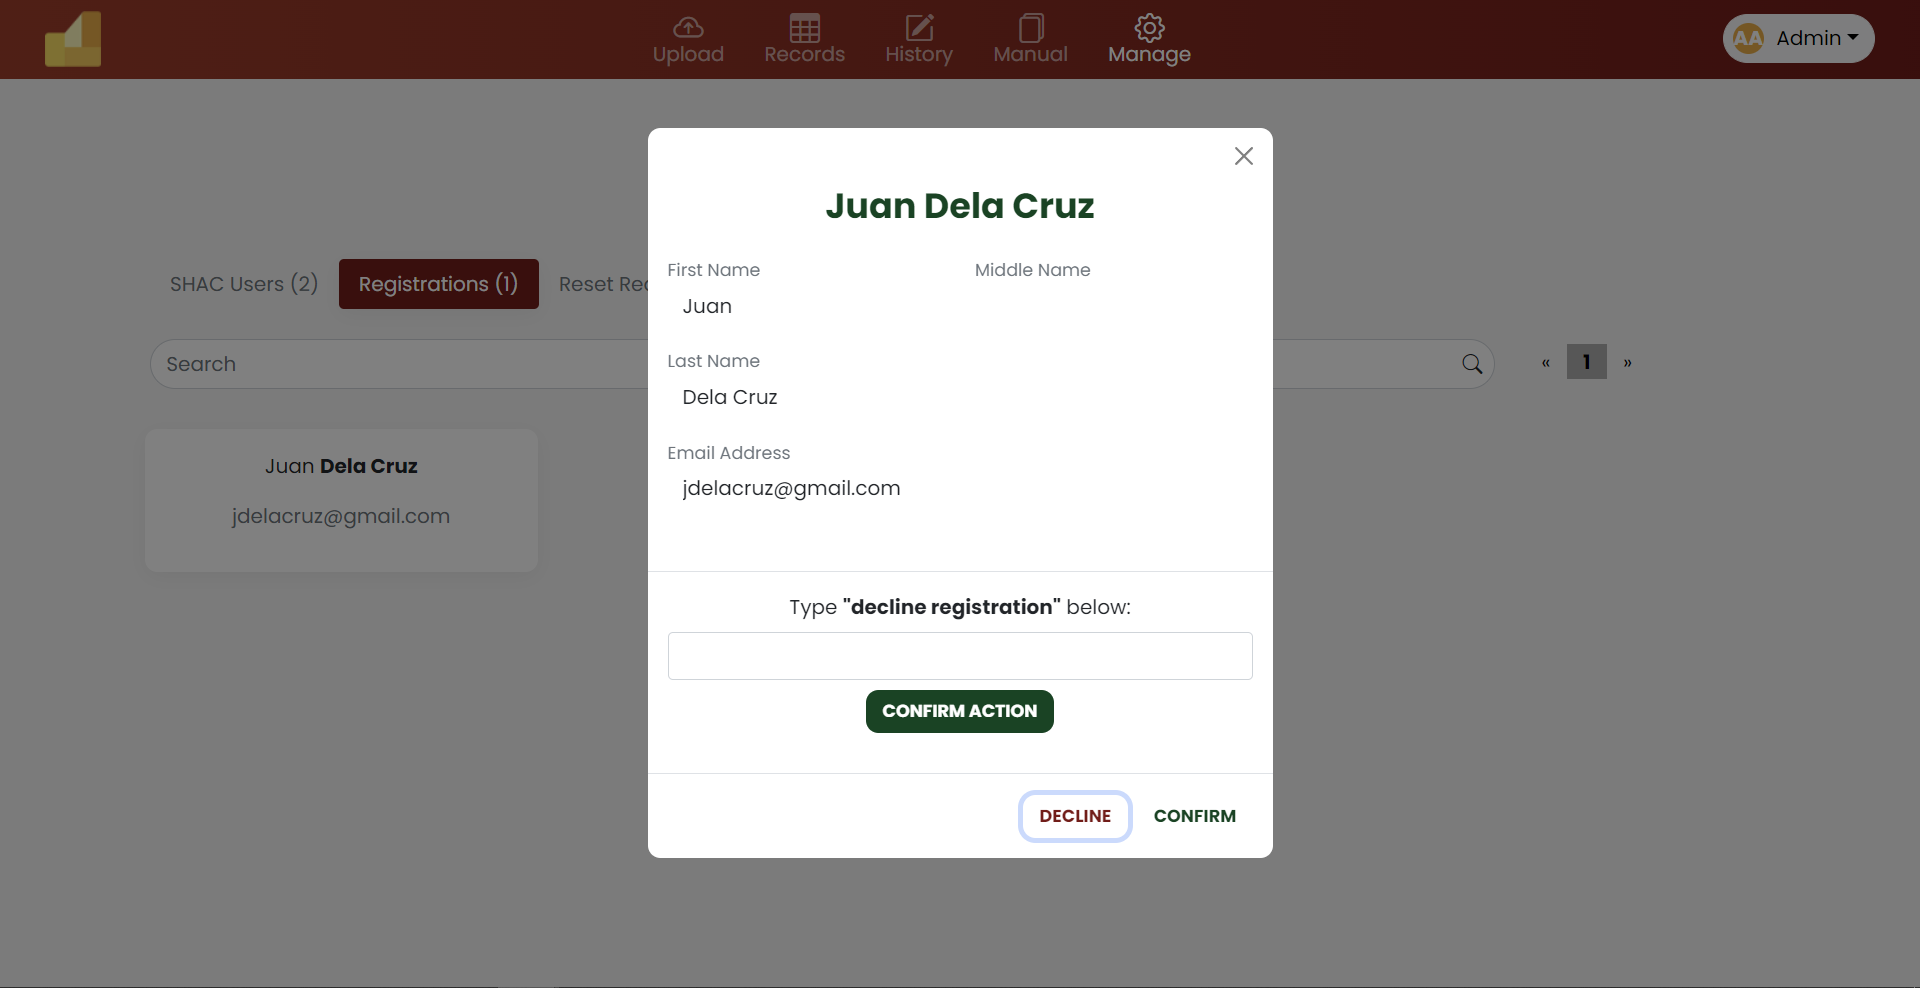 Upload
Records
History
Manual
Manage
AA Admin
Juan Dela Cruz
First Name
Middle Name
Juan
SHAC Users (2)
Registrations (1)
Reset
Last Name
Dela Cruz
Search
« 1 »
Email Address
jdelacruz@gmail.com
Juan Dela Cruz
jdelacruz@gmail.com
Type "decline registration" below:
CONFIRM ACTION
DECLINE
CONFIRM